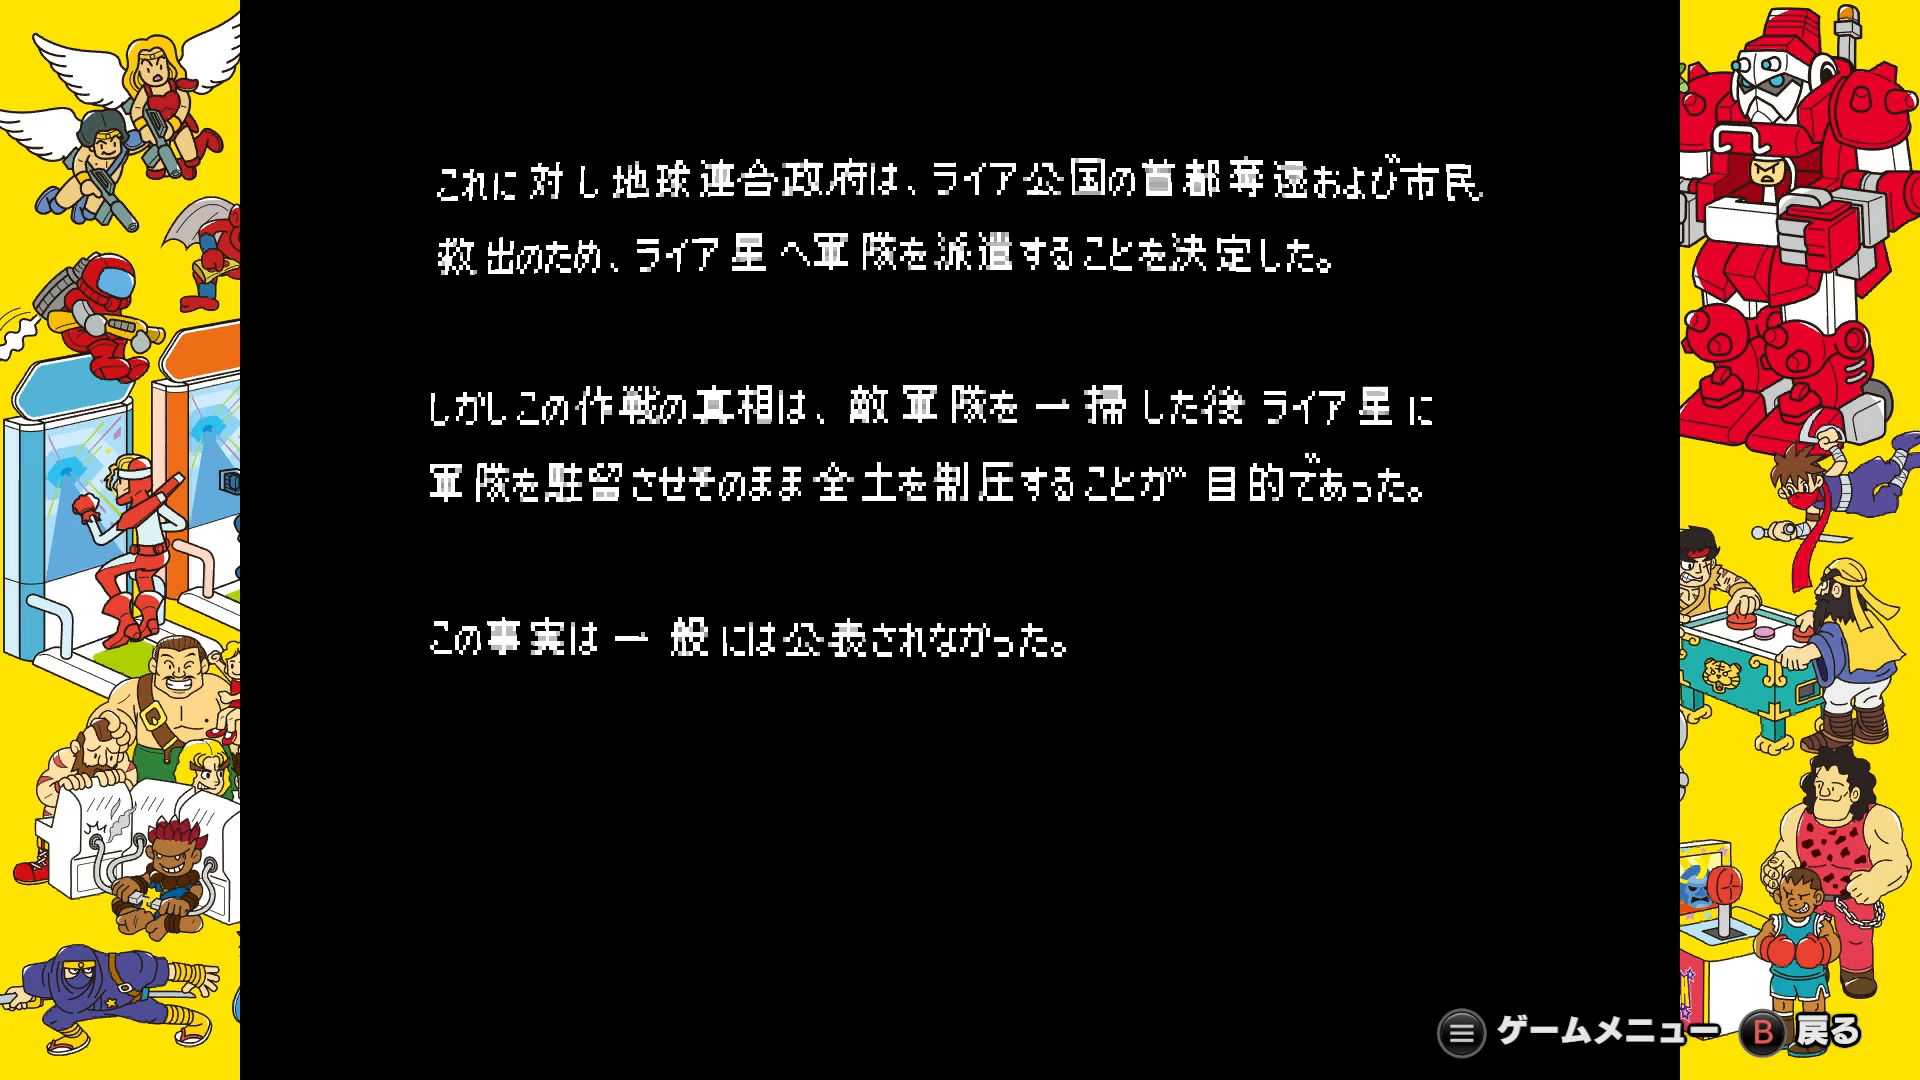 これに対し地球連合政府は、ライア公国の首都奪還および市民
救出のため、ライア星へ軍隊を派遣することを決定した。
しかしこの作戦の真相は、敵軍隊を一掃した後ライア星に
軍隊を駐留させそのまま全土を制圧することが目的であった。
この事実は一般には公表されなかった。
ゲームメニュー B 戻る